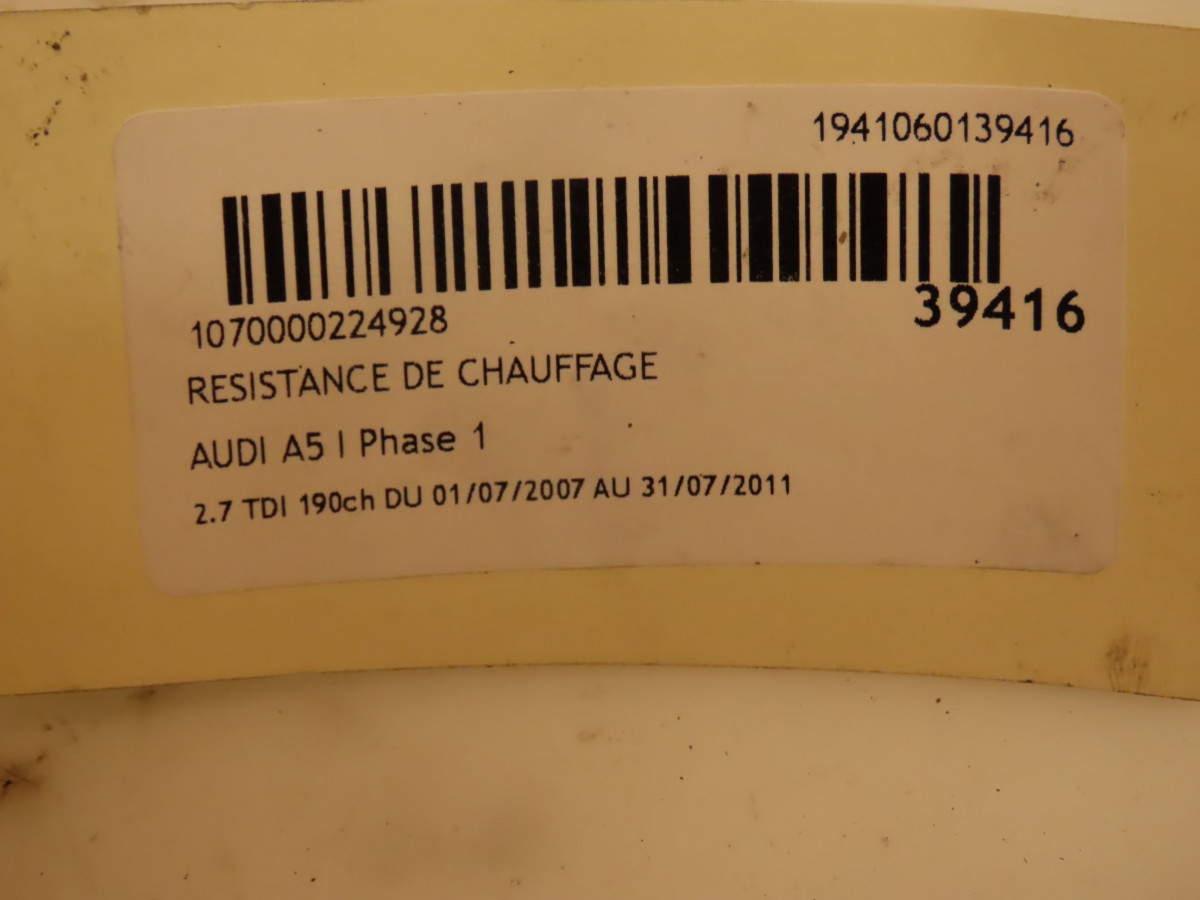 1941060139416
39416
1070000224928
RESISTANCE DE CHAUFFAGE
AUDI A5 I Phase 1
2.7 TDI 190ch DU 01/07/2007 AU 31/07/2011